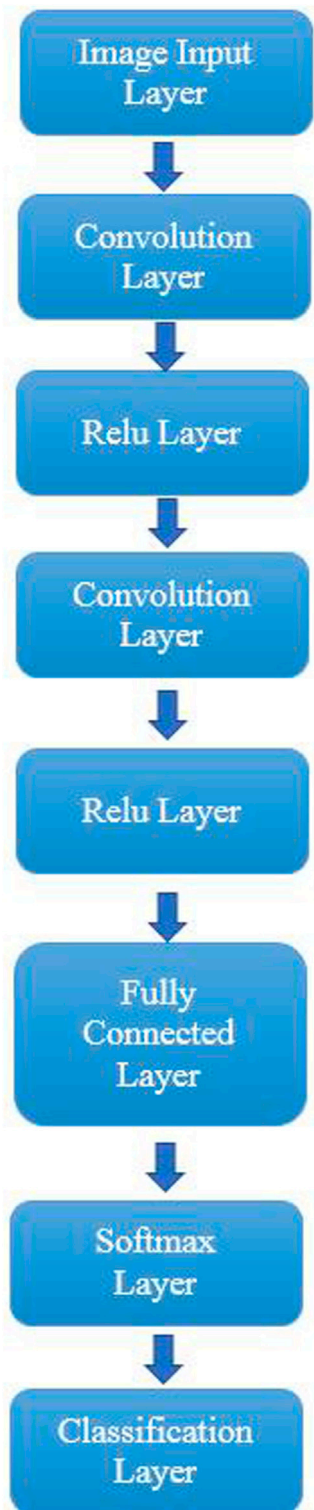 Image Input
Layer
Convolution
Layer
Relu Layer
Convolution
Layer
Relu Layer
Fully
Connected
Layer
Softmax
Layer
Classification
Layer